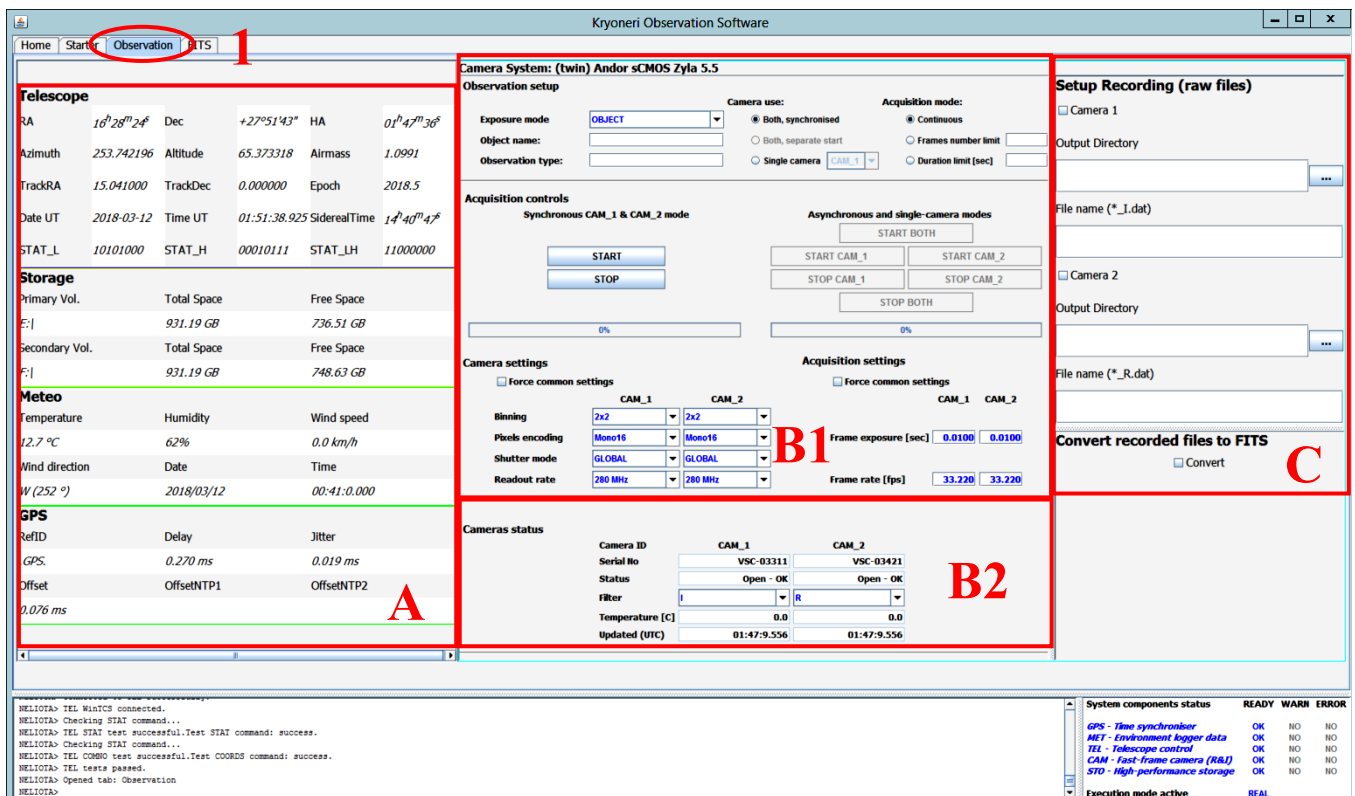 Kryoneri Observation Software
Home Starter Observation FITS
1
Telescope
RA 16h28m24s Dec +27°51'43" HA 01h47m36s
Azimuth 253.742196 Altitude 65.373318 Airmass 1.0991
TrackRA 15.041000 TrackDec 0.000000 Epoch 2018.5
Date UT 2018-03-12 Time UT 01:51:38.925 SiderealTime 14h40m47s
STAT_L 10101000 STAT_H 00010111 STAT_LH 11000000
Storage
Primary Vol. Total Space Free Space
E:| 931.19 GB 736.51 GB
Secondary Vol. Total Space Free Space
F:| 931.19 GB 748.63 GB
Meteo
Temperature Humidity Wind speed
12.7 ºC 62% 0.0 km/h
Wind direction Date Time
W (252 º) 2018/03/12 00:41:0.000
GPS
RefID Delay Jitter
.GPS. 0.270 ms 0.019 ms
Offset OffsetNTP1 OffsetNTP2
0.076 ms
A
Camera System: (twin) Andor sCMOS Zyla 5.5
Observation setup
Camera use: Acquisition mode:
Exposure mode OBJECT Both, synchronised Continuous
Object name: Both, separate start Frames number limit
Observation type: Single camera CAM_1 Duration limit [sec]
Acquisition controls
Synchronous CAM_1 & CAM_2 mode Asynchronous and single-camera modes
START BOTH
START START CAM_1 START CAM_2
STOP STOP CAM_1 STOP CAM_2
STOP BOTH
0% 0%
Camera settings Acquisition settings
Force common settings Force common settings
CAM_1 CAM_2 CAM_1 CAM_2
Binning 2x2 2x2
Pixels encoding Mono16 Mono16 Frame exposure [sec] 0.0100 0.0100
Shutter mode GLOBAL GLOBAL
Readout rate 280 MHz 280 MHz Frame rate [fps] 33.220 33.220
B1
Cameras status
Camera ID CAM_1 CAM_2
Serial No VSC-03311 VSC-03421
Status Open - OK Open - OK
Filter I R
Temperature [C] 0.0 0.0
Updated (UTC) 01:47:9.556 01:47:9.556
B2
Setup Recording (raw files)
Camera 1
Output Directory
...
File name (*_I.dat)
Camera 2
Output Directory
...
File name (*_R.dat)
Convert recorded files to FITS
Convert
C
NELIOTA> TEL WinTCS connected.
NELIOTA> Checking STAT command...
NELIOTA> TEL STAT test successful.Test STAT command: success.
NELIOTA> Checking STAT command...
NELIOTA> TEL COMNO test successful.Test COORDS command: success.
NELIOTA> TEL tests passed.
NELIOTA> Opened tab: Observation
NELIOTA>
System components status READY WARN ERROR
GPS - Time synchroniser OK NO NO
MET - Environment logger data OK NO NO
TEL - Telescope control OK NO NO
CAM - Fast-frame camera (R&I) OK NO NO
STO - High-performance storage OK NO NO
Execution mode active REAL